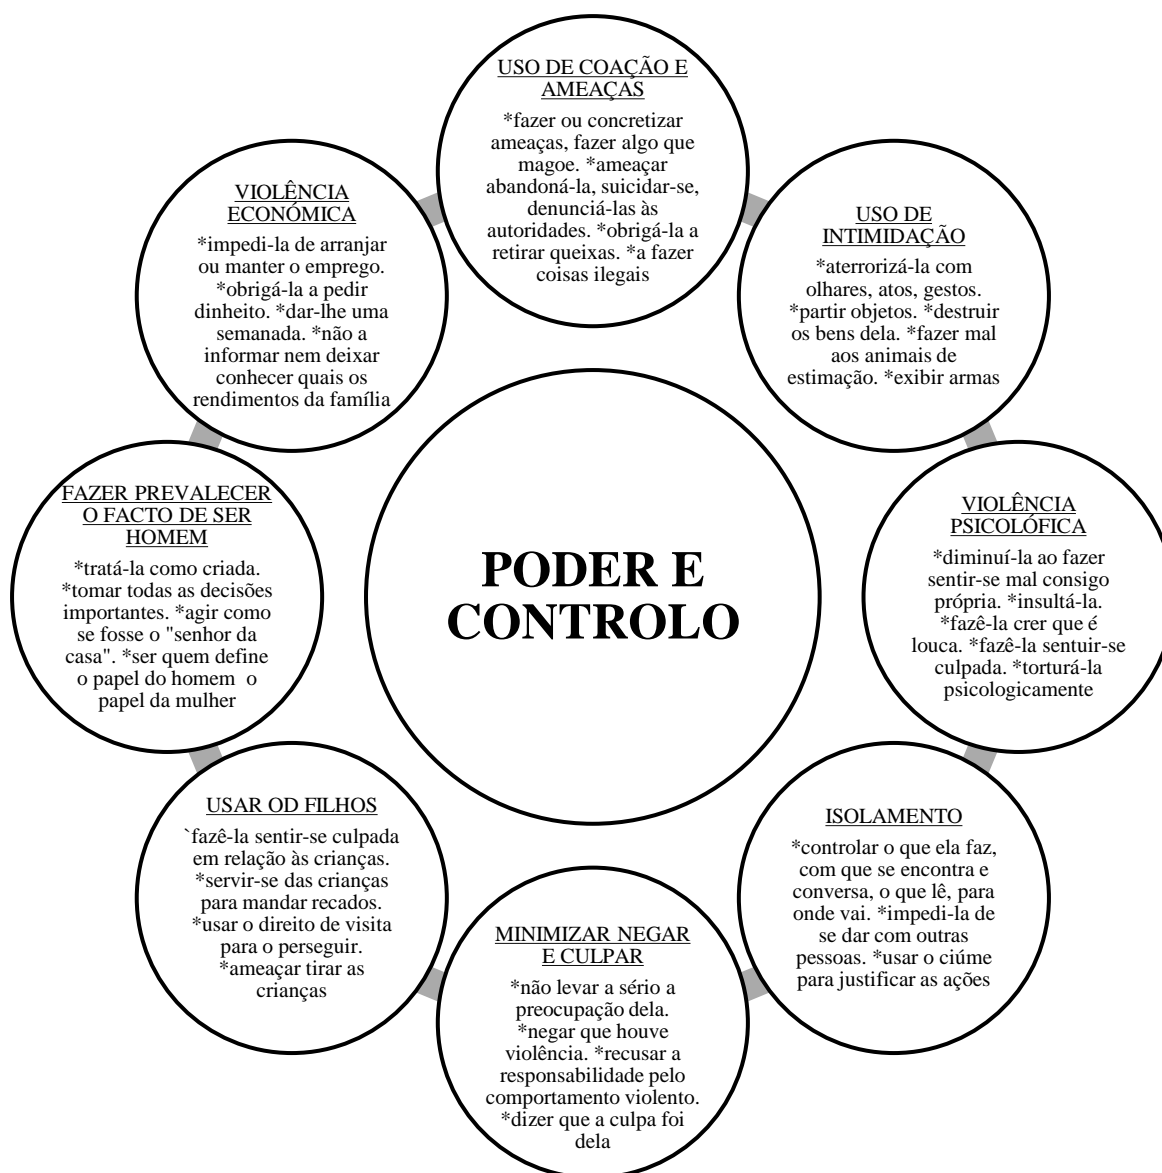 USO DE COAÇÃO E
AMEAÇAS
*fazer ou concretizar
ameaças, fazer algo que
magoe. *ameaçar
abandoná-la, suicidar-se,
denunciá-las às
autoridades. *obrigá-la a
retirar queixas. *a fazer
coisas ilegais
USO DE
INTIMIDAÇÃO
*aterrorizá-la com
olhares, atos, gestos.
*partir objetos. *destruir
os bens dela. *fazer mal
aos animais de
estimação. *exibir armas
VIOLÊNCIA
PSICOLÓFICA
*diminuí-la ao fazer
sentir-se mal consigo
própria. *insultá-la.
*fazê-la crer que é
louca. *fazê-la sentuir-se
culpada. *torturá-la
psicologicamente
ISOLAMENTO
*controlar o que ela faz,
com que se encontra e
conversa, o que lê, para
onde vai. *impedi-la de
se dar com outras
pessoas. *usar o ciúme
para justificar as ações
MINIMIZAR NEGAR
E CULPAR
*não levar a sério a
preocupação dela.
*negar que houve
violência. *recusar a
responsabilidade pelo
comportamento violento.
*dizer que a culpa foi
dela
USAR OD FILHOS
`fazê-la sentir-se culpada
em relação às crianças.
*servir-se das crianças
para mandar recados.
*usar o direito de visita
para o perseguir.
*ameaçar tirar as
crianças
FAZER PREVALECER
O FACTO DE SER
HOMEM
*tratá-la como criada.
*tomar todas as decisões
importantes. *agir como
se fosse o "senhor da
casa". *ser quem define
o papel do homem o
papel da mulher
VIOLÊNCIA
ECONÓMICA
*impedi-la de arranjar
ou manter o emprego.
*obrigá-la a pedir
dinheito. *dar-lhe uma
semanada. *não a
informar nem deixar
conhecer quais os
rendimentos da família
PODER E
CONTROLO